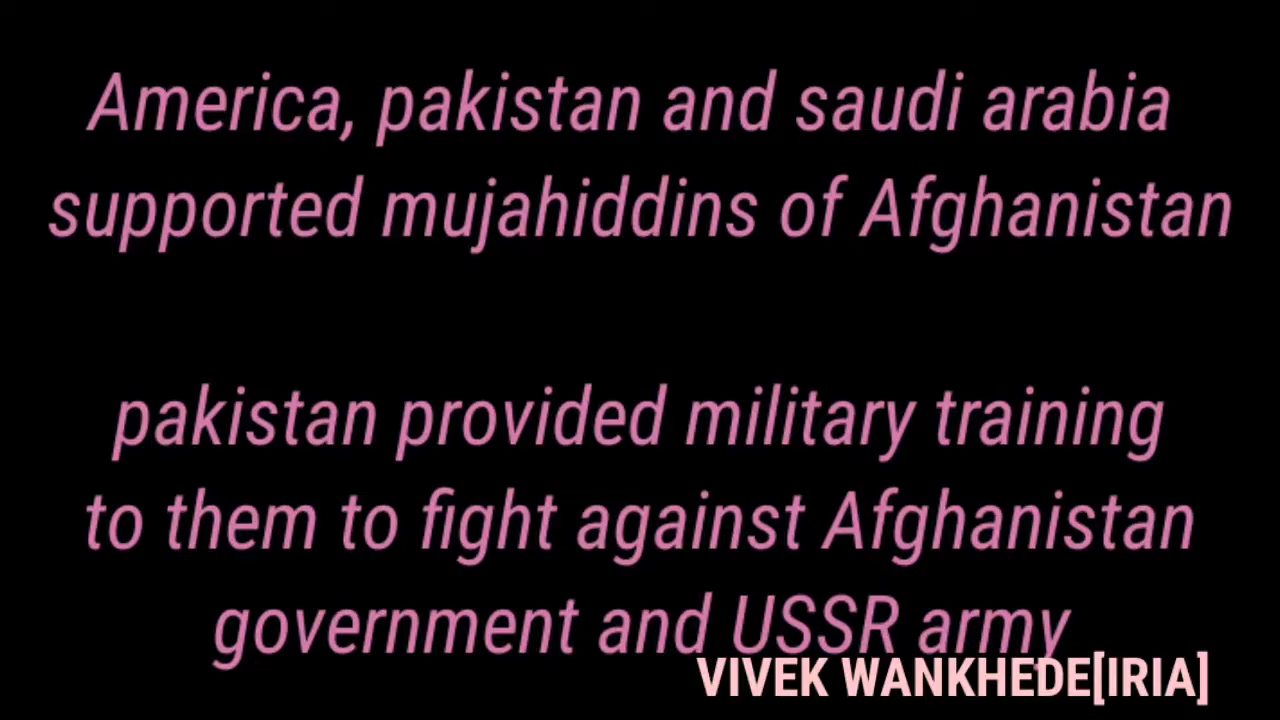 America, pakistan and saudi arabia
supported mujahiddins of Afghanistan
pakistan provided military training
to them to fight against Afghanistan
government and USSR army
VIVEK WANKHEDE[IRIA]